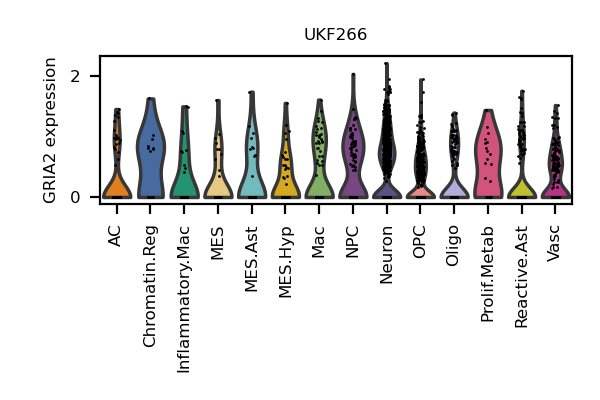 UKF266
GRIA2 expression
2
0
AC
Chromatin.Reg
Inflammatory.Mac
MES
MES.Ast
MES.Hyp
Mac
NPC
Neuron
OPC
Oligo
Prolif.Metab
Reactive.Ast
Vasc